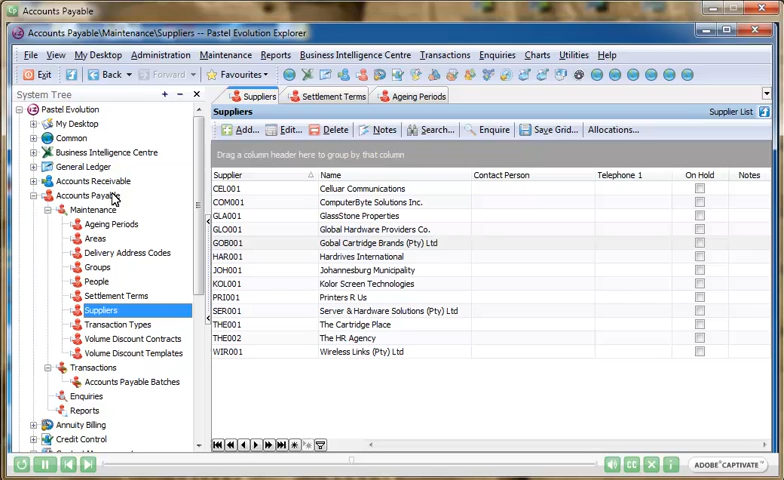 Accounts Payable
Accounts Payable\Maintenance\Suppliers -- Pastel Evolution Explorer
File View My Desktop Administration Maintenance Reports Business Intelligence Centre Transactions Enquiries Charts Utilities Help
Exit Back Forward Favourites
System Tree
Pastel Evolution
My Desktop
Common
Business Intelligence Centre
General Ledger
Accounts Receivable
Accounts Payable
Maintenance
Ageing Periods
Areas
Delivery Address Codes
Groups
People
Settlement Terms
Suppliers
Transaction Types
Volume Discount Contracts
Volume Discount Templates
Transactions
Accounts Payable Batches
Enquiries
Reports
Annuity Billing
Credit Control
Suppliers Settlement Terms Ageing Periods
Suppliers Supplier List
Add... Edit... Delete Notes Search... Enquire Save Grid... Allocations...
Drag a column header here to group by that column
Supplier Name Contact Person Telephone 1 On Hold Notes
CEL001 Celluar Communications
COM001 ComputerByte Solutions Inc.
GLA001 GlassStone Properties
GLO001 Global Hardware Providers Co.
GOB001 Gobal Cartridge Brands (Pty) Ltd
HAR001 Hardrives International
JOH001 Johannesburg Municipality
KOL001 Kolor Screen Technologies
PRI001 Printers R Us
SER001 Server & Hardware Solutions (Pty) Ltd
THE001 The Cartridge Place
THE002 The HR Agency
WIR001 Wireless Links (Pty) Ltd
CC
ADOBE CAPTIVATE